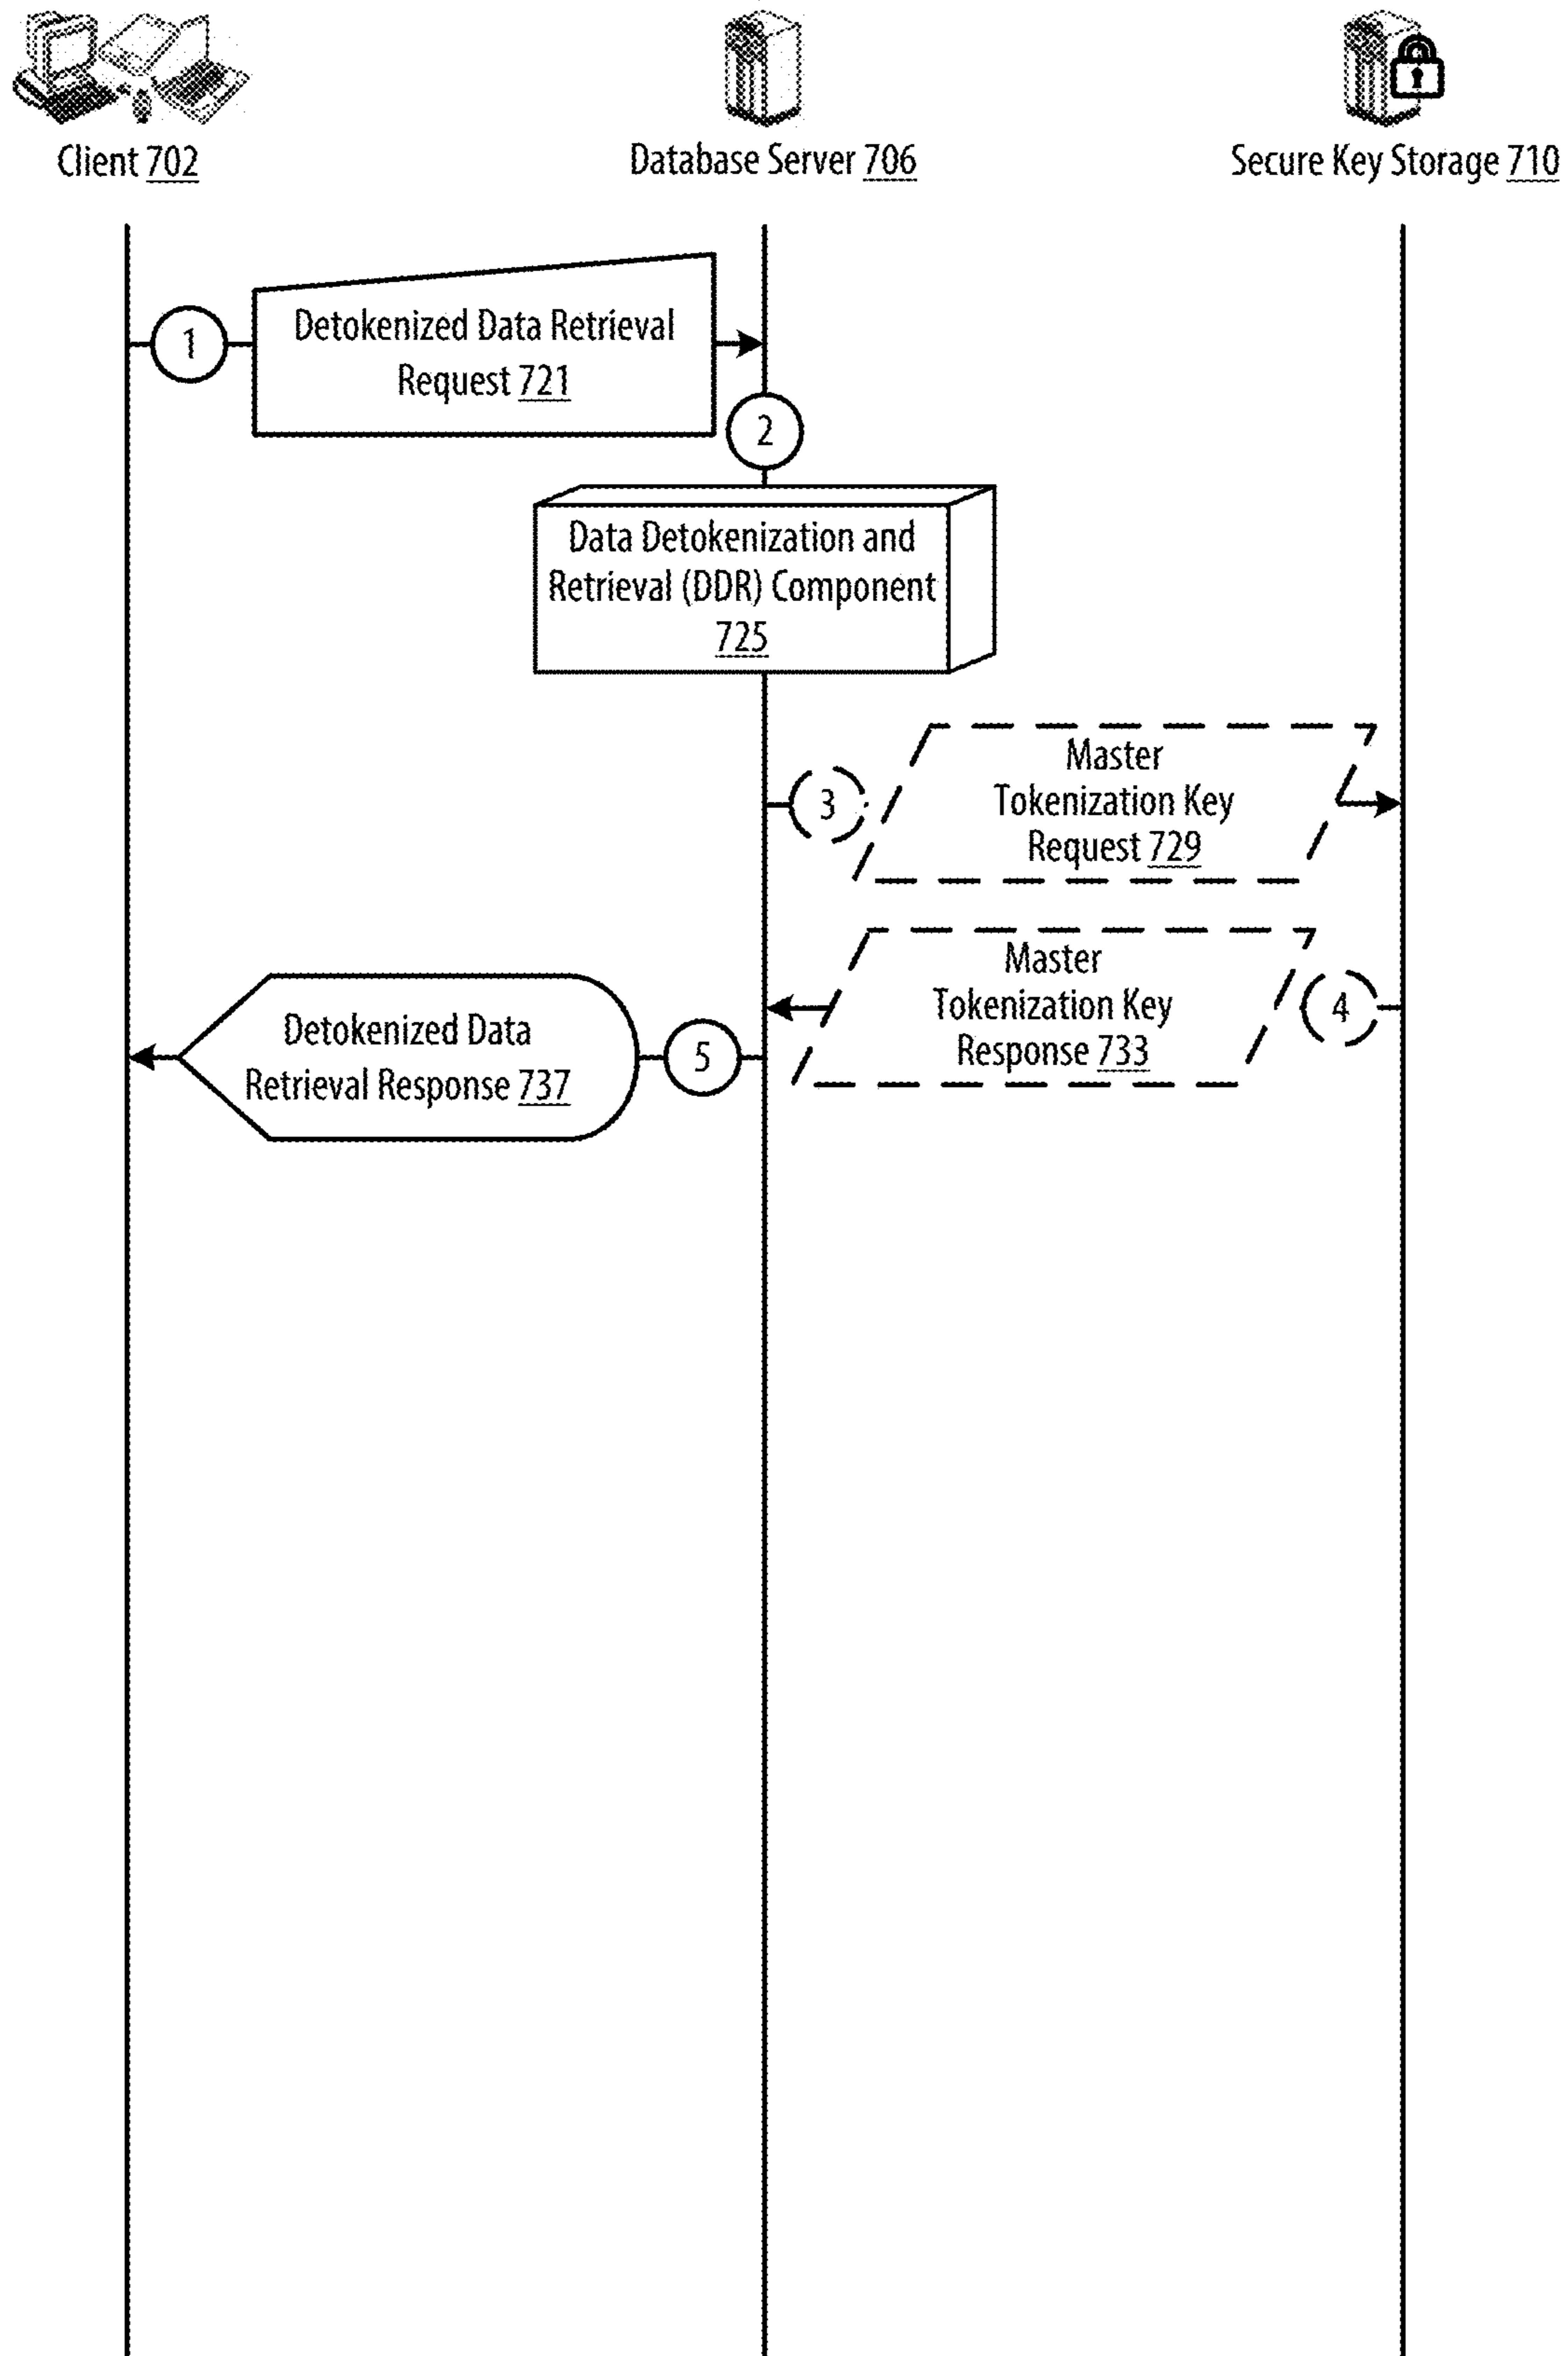 Client 702
Database Server 706
Secure Key Storage 710
1
Detokenized Data Retrieval
Request 721
2
Data Detokenization and
Retrieval (DDR) Component
725
3
Master
Tokenization Key
Request 729
4
Master
Tokenization Key
Response 733
5
Detokenized Data
Retrieval Response 737